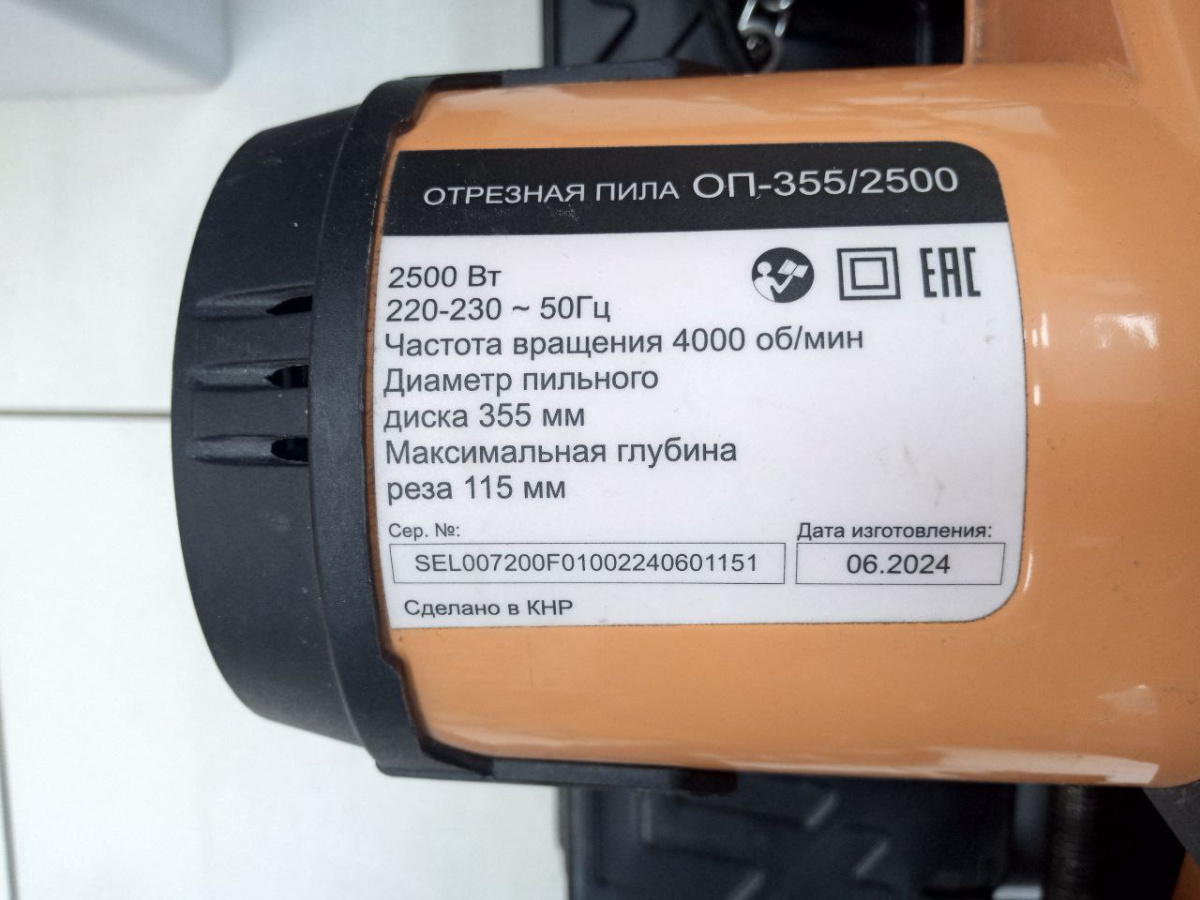 ОТРЕЗНАЯ ПИЛА ОП-355/2500
2500 Вт
220-230 ~ 50Гц
EAC
Частота вращения 4000 об/мин
Диаметр пильного
диска 355 мм
Максимальная глубина
реза 115 мм
Сер. №:
SEL007200F01002240601151
Дата изготовления:
06.2024
Сделано в КНР